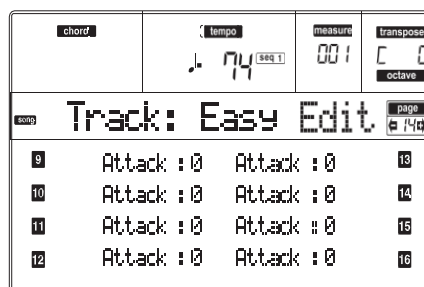 chord tempo measure transpose
♩. 74 seq 1 001 C 0
octave
song Track: Easy Edit page 14
9 Attack :0 Attack :0 13
10 Attack :0 Attack :0 14
11 Attack :0 Attack :0 15
12 Attack :0 Attack :0 16